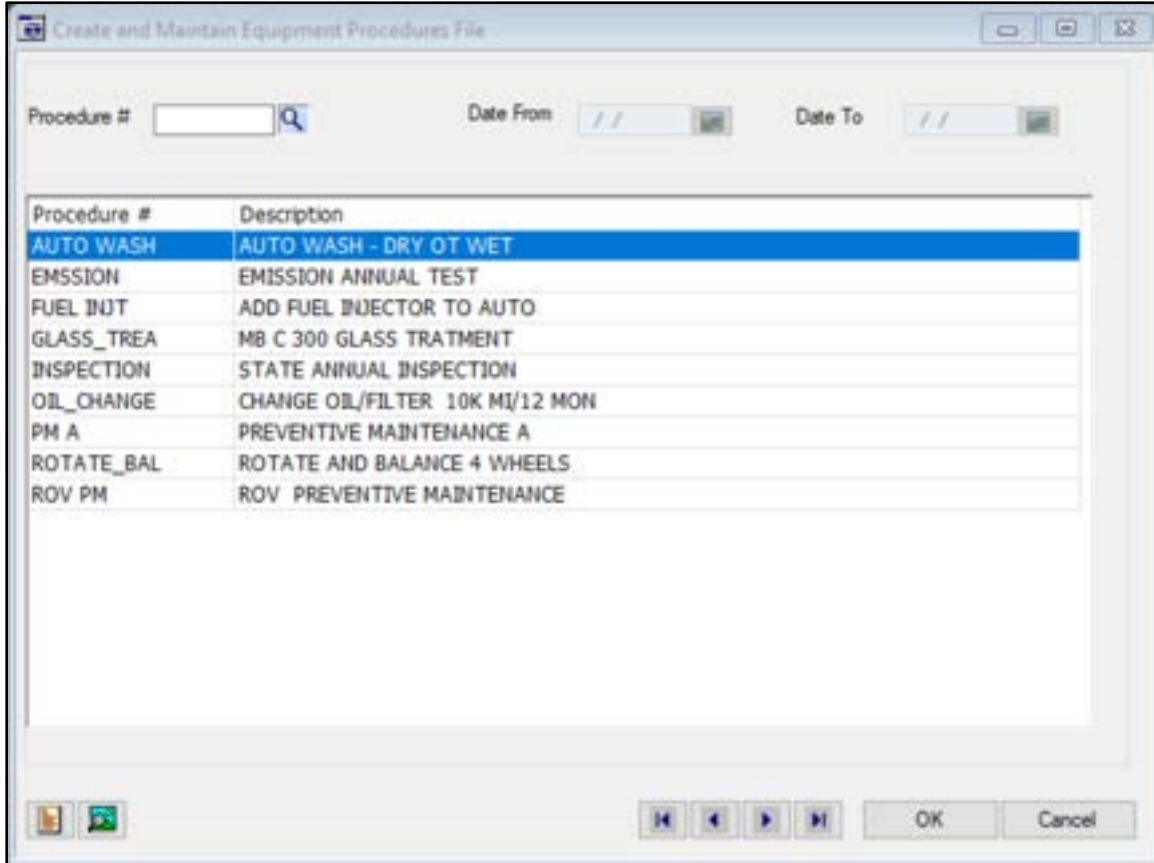 Create and Maintain Equipment Procedures File
Procedure # Date From / / Date To / /
Procedure # Description
AUTO WASH AUTO WASH - DRY OT WET
EMSSION EMISSION ANNUAL TEST
FUEL INJT ADD FUEL INJECTOR TO AUTO
GLASS_TREA MB C 300 GLASS TRATMENT
INSPECTION STATE ANNUAL INSPECTION
OIL_CHANGE CHANGE OIL/FILTER 10K MI/12 MON
PM A PREVENTIVE MAINTENANCE A
ROTATE_BAL ROTATE AND BALANCE 4 WHEELS
ROV PM ROV PREVENTIVE MAINTENANCE
OK Cancel